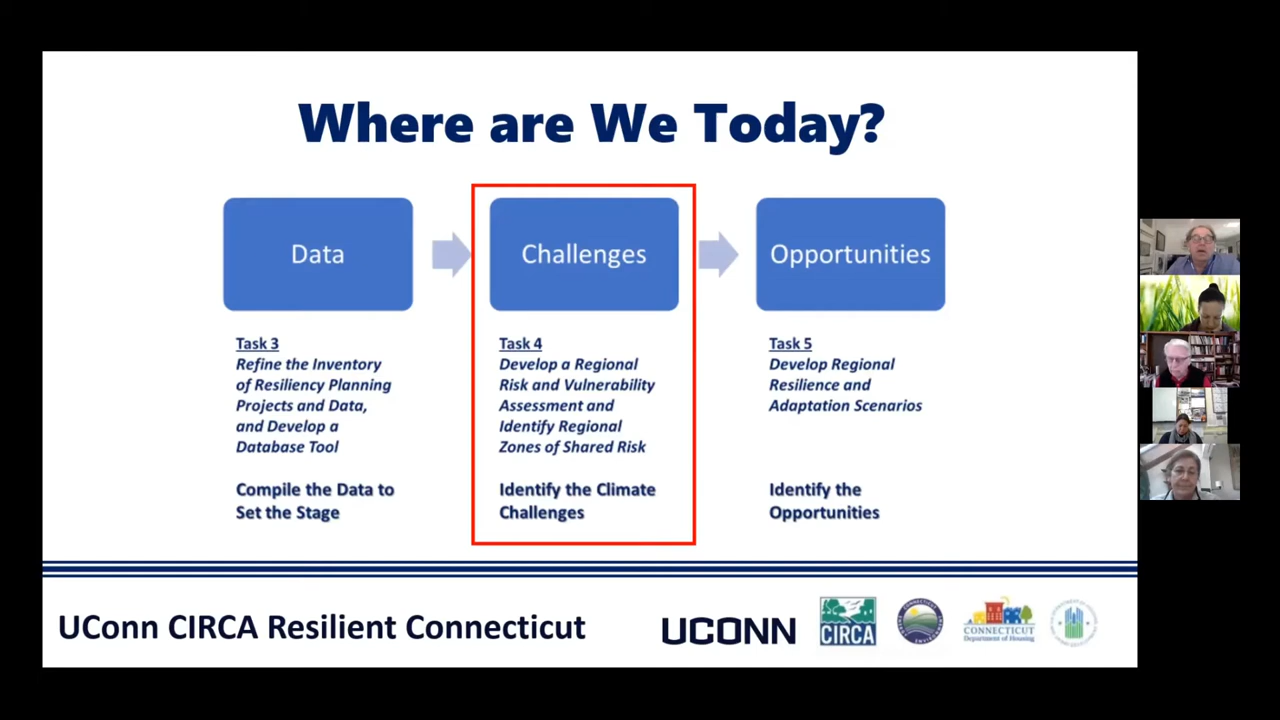 Where are We Today?
Data
Challenges
Opportunities
Task 3
Refine the Inventory
of Resiliency Planning
Projects and Data,
and Develop a
Database Tool
Compile the Data to
Set the Stage
Task 4
Develop a Regional
Risk and Vulnerability
Assessment and
Identify Regional
Zones of Shared Risk
Identify the Climate
Challenges
Task 5
Develop Regional
Resilience and
Adaptation Scenarios
Identify the
Opportunities
UConn CIRCA Resilient Connecticut
UCONN
CIRCA
CONNECTICUT
Department of Housing